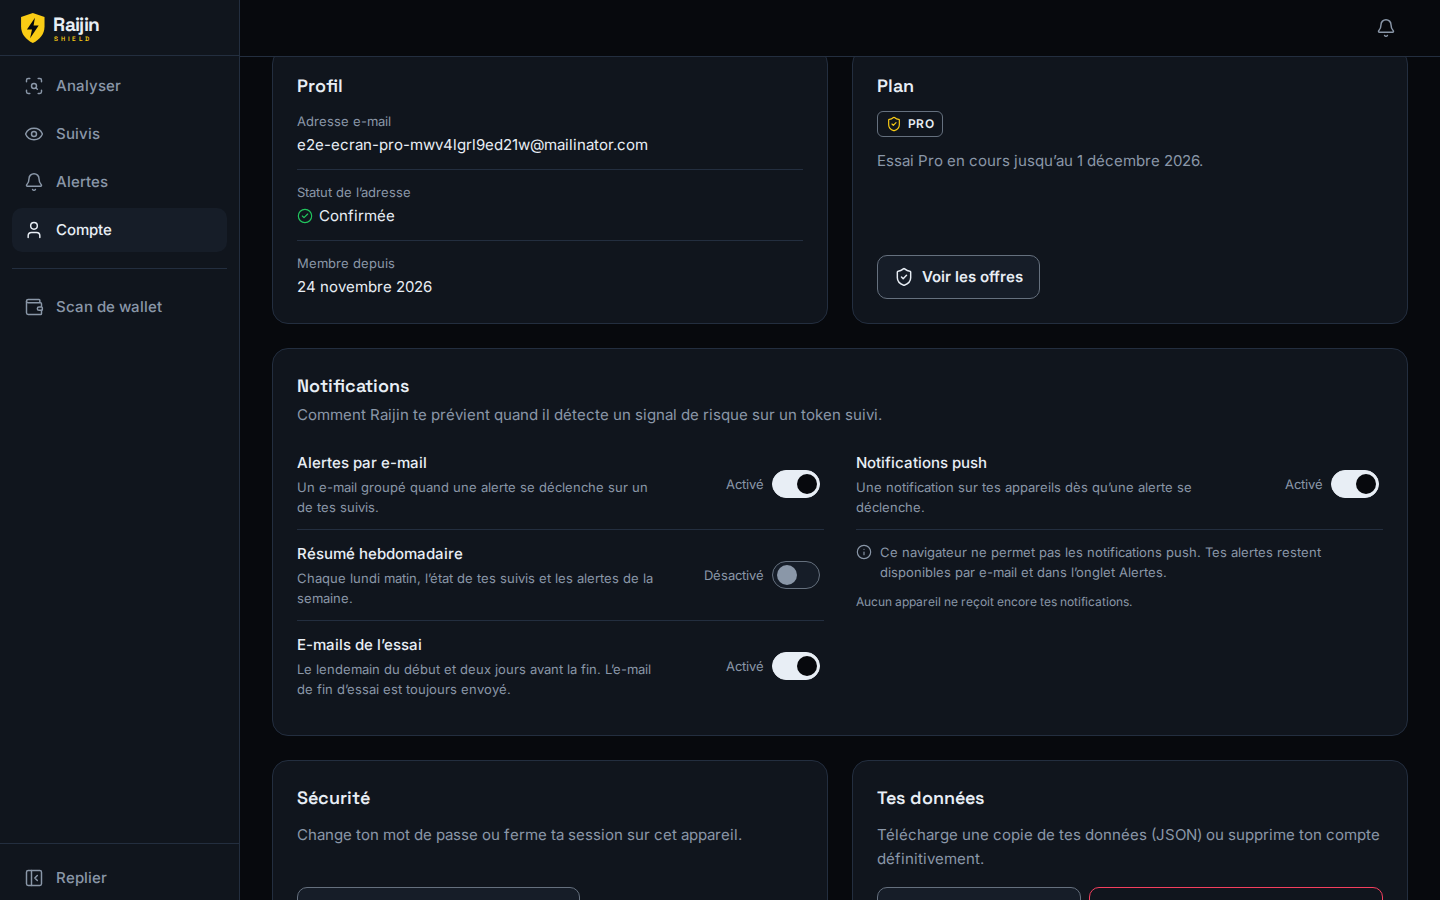 Raijin
SHIELD
Analyser
Suivis
Alertes
Compte
Scan de wallet
Replier
Profil
Adresse e-mail
e2e-ecran-pro-mwv4lgrl9ed21w@mailinator.com
Statut de l’adresse
Confirmée
Membre depuis
24 novembre 2026
Plan
PRO
Essai Pro en cours jusqu’au 1 décembre 2026.
Voir les offres
Notifications
Comment Raijin te prévient quand il détecte un signal de risque sur un token suivi.
Alertes par e-mail
Un e-mail groupé quand une alerte se déclenche sur un
de tes suivis.
Activé
Résumé hebdomadaire
Chaque lundi matin, l’état de tes suivis et les alertes de la
semaine.
Désactivé
E-mails de l’essai
Le lendemain du début et deux jours avant la fin. L’e-mail
de fin d’essai est toujours envoyé.
Activé
Notifications push
Une notification sur tes appareils dès qu’une alerte se
déclenche.
Activé
Ce navigateur ne permet pas les notifications push. Tes alertes restent
disponibles par e-mail et dans l’onglet Alertes.
Aucun appareil ne reçoit encore tes notifications.
Sécurité
Change ton mot de passe ou ferme ta session sur cet appareil.
Tes données
Télécharge une copie de tes données (JSON) ou supprime ton compte
définitivement.